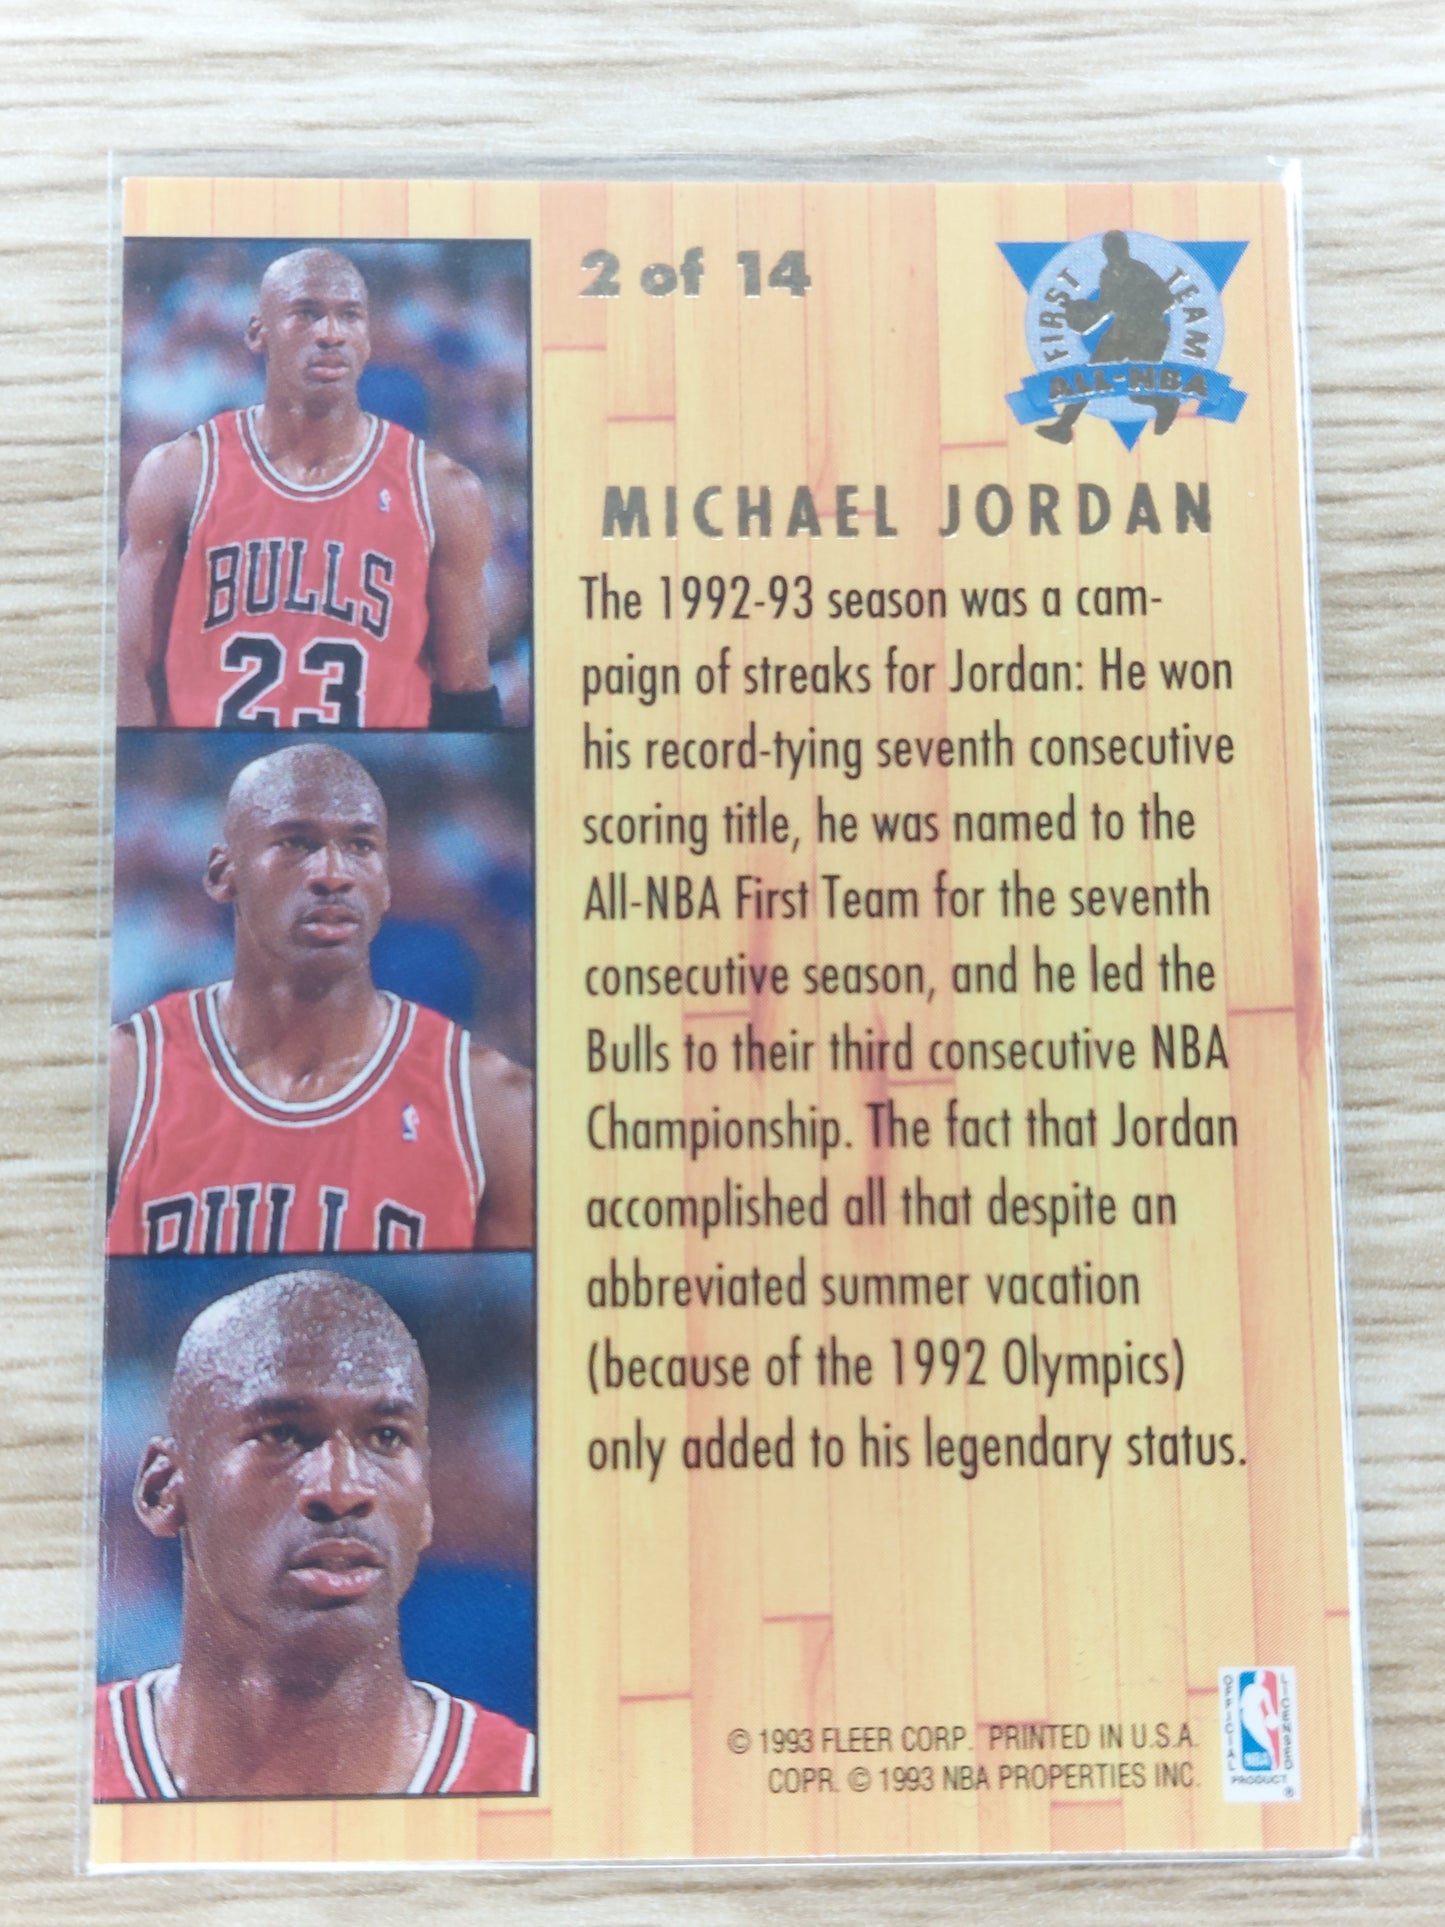 2 of 14
FIRST TEAM
ALL-NBA
MICHAEL JORDAN
The 1992-93 season was a cam-
paign of streaks for Jordan: He won
his record-tying seventh consecutive
scoring title, he was named to the
All-NBA First Team for the seventh
consecutive season, and he led the
Bulls to their third consecutive NBA
Championship. The fact that Jordan
accomplished all that despite an
abbreviated summer vacation
(because of the 1992 Olympics)
only added to his legendary status.
BULLS
23
BULLS
© 1993 FLEER CORP. PRINTED IN U.S.A.
COPR. © 1993 NBA PROPERTIES INC.
OFFICIAL
LICENSED
NBA
PRODUCT
®